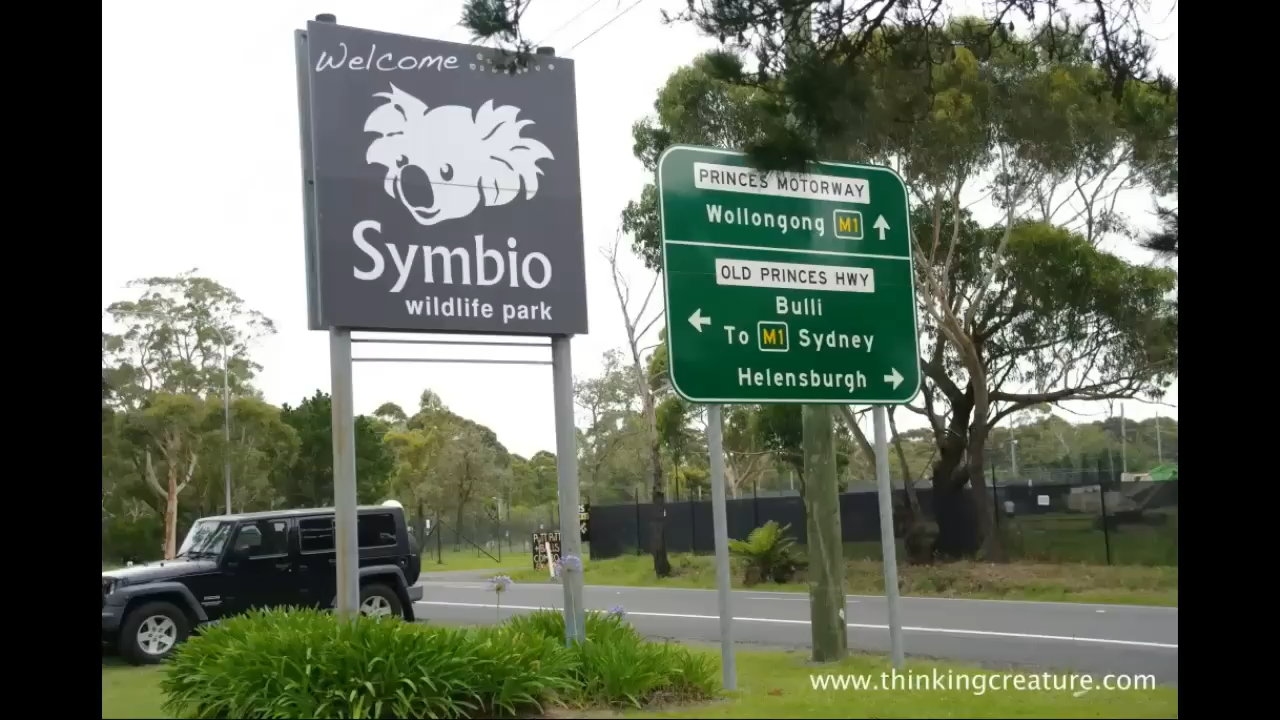 Welcome
Symbio
wildlife park
PRINCES MOTORWAY
Wollongong M1
OLD PRINCES HWY
Bulli
To M1 Sydney
Helensburgh
www.thinkingcreature.com